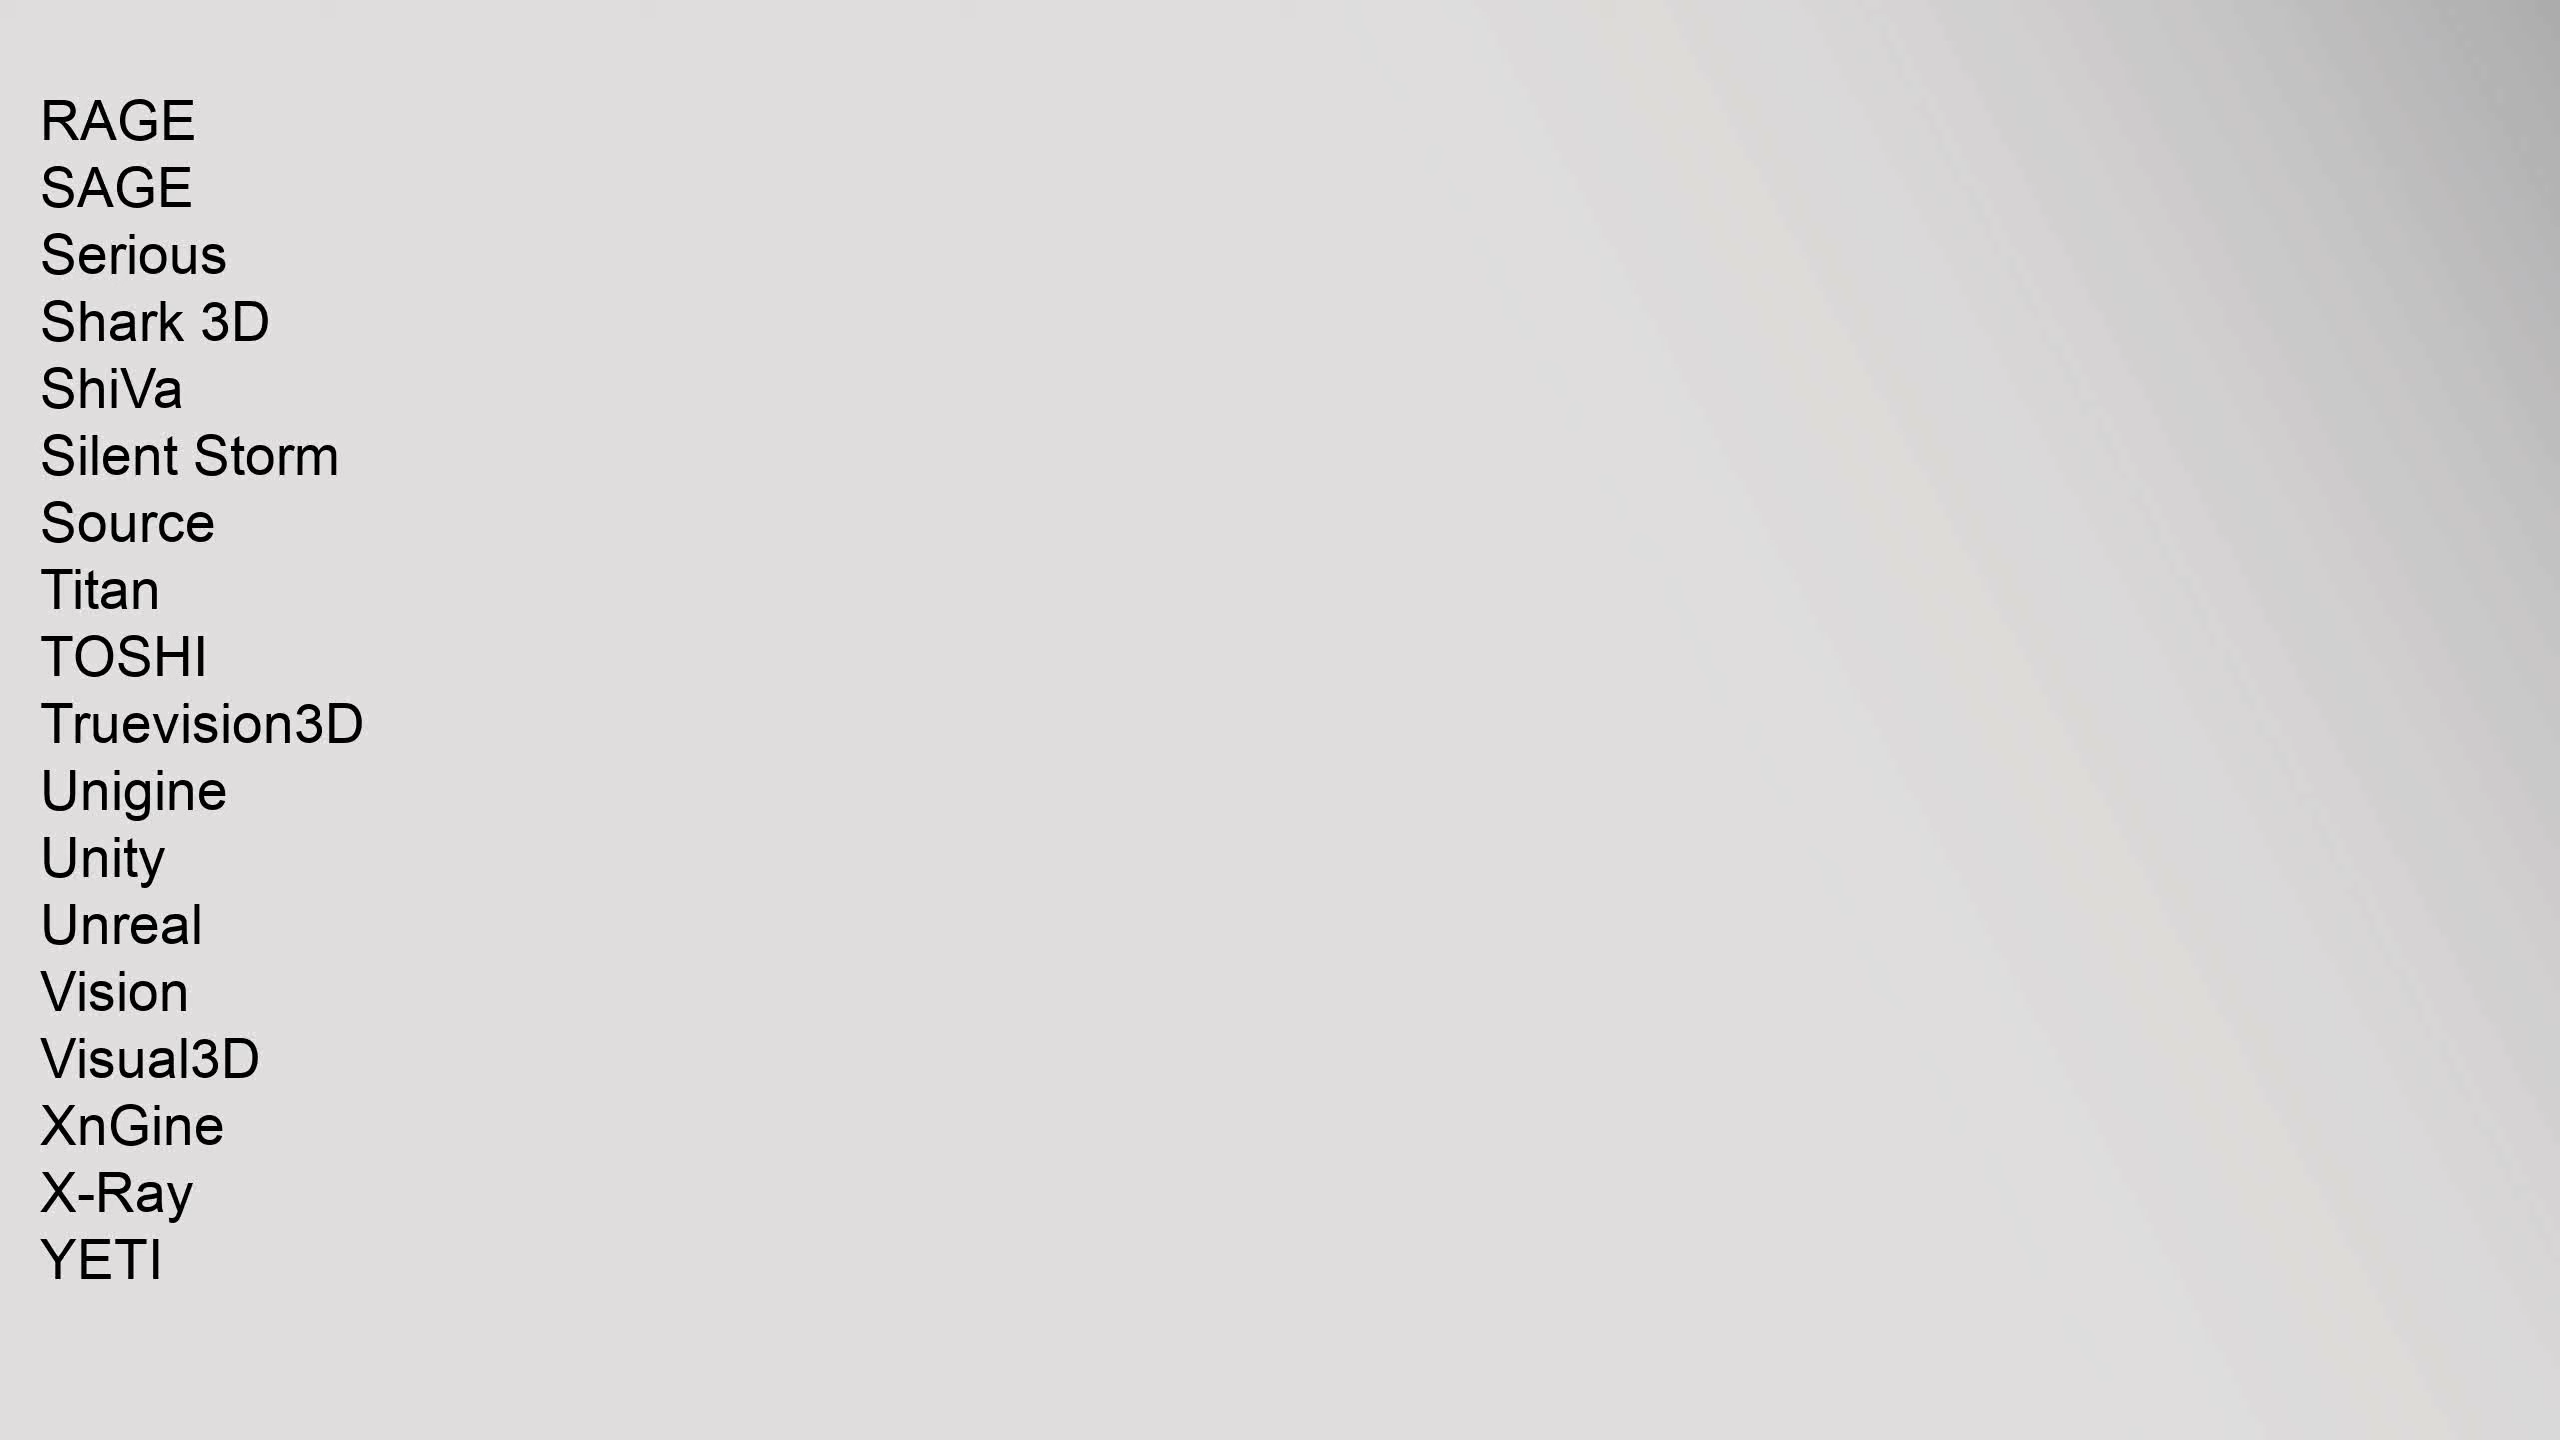 RAGE
SAGE
Serious
Shark 3D
ShiVa
Silent Storm
Source
Titan
TOSHI
Truevision3D
Unigine
Unity
Unreal
Vision
Visual3D
XnGine
X-Ray
YETI